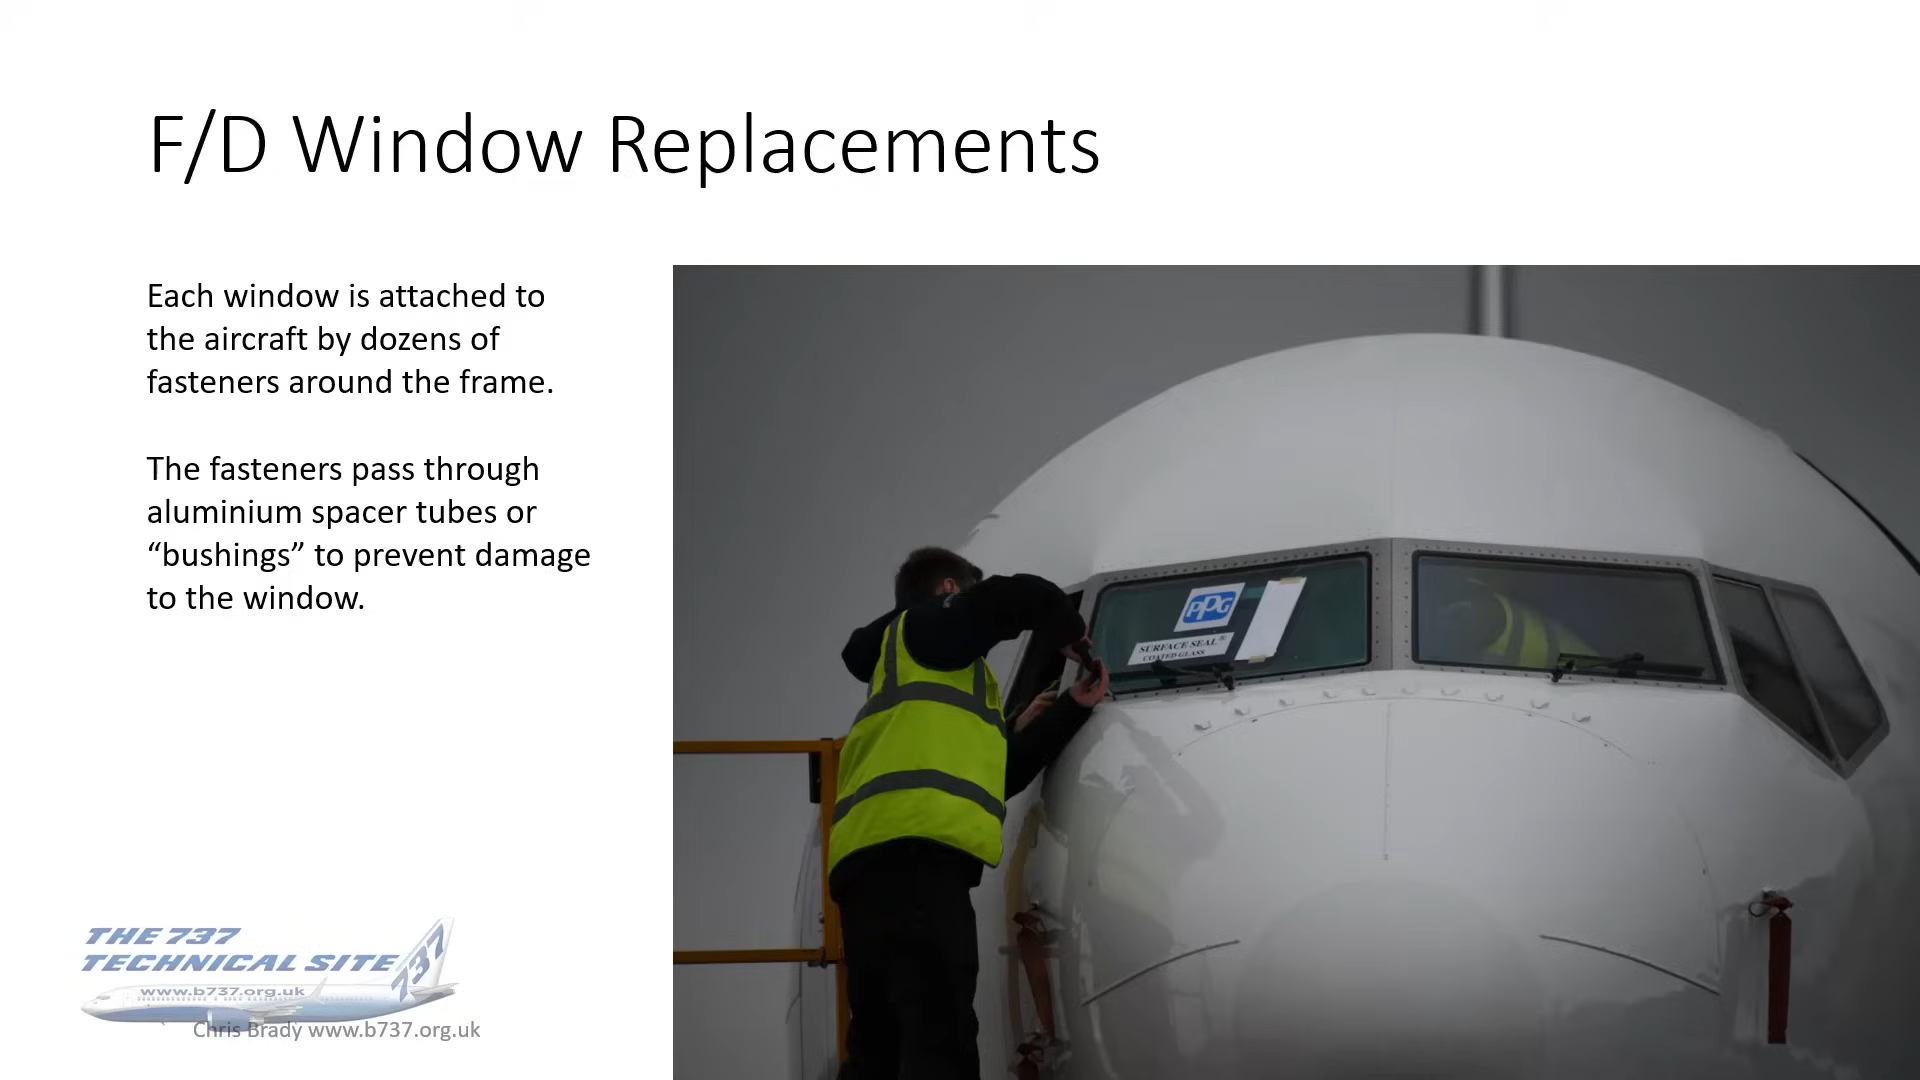 F/D Window Replacements
Each window is attached to
the aircraft by dozens of
fasteners around the frame.
The fasteners pass through
aluminium spacer tubes or
“bushings” to prevent damage
to the window.
PPG
SURFACE SEAL®
COATED GLASS
THE 737
TECHNICAL SITE
737
www.b737.org.uk
Chris Brady www.b737.org.uk